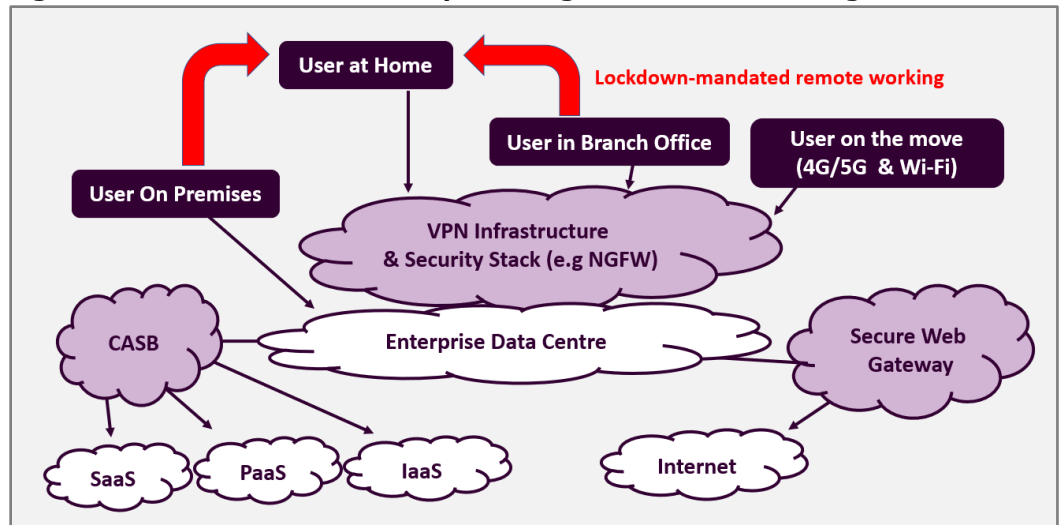 User at Home
Lockdown-mandated remote working
User in Branch Office
User on the move
(4G/5G & Wi-Fi)
User On Premises
VPN Infrastructure
& Security Stack (e.g NGFW)
CASB
Enterprise Data Centre
Secure Web
Gateway
SaaS
PaaS
IaaS
Internet